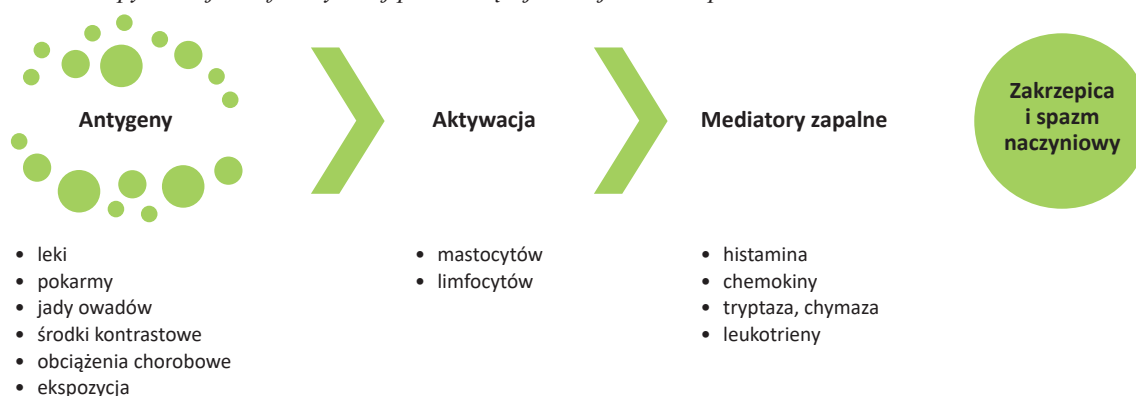 Antygeny
Aktywacja
Mediatory zapalne
Zakrzepica
i spazm
naczyniowy
• leki
• pokarmy
• jady owadów
• środki kontrastowe
• obciążenia chorobowe
• ekspozycja
• mastocytów
• limfocytów
• histamina
• chemokiny
• tryptaza, chymaza
• leukotrieny